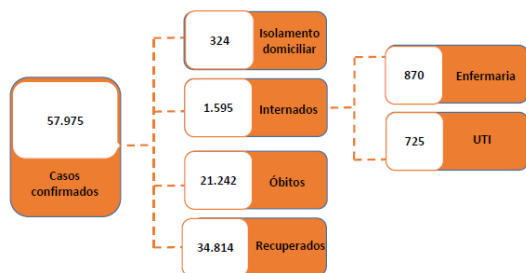 57.975
Casos
confirmados
324
Isolamento
domiciliar
1.595
Internados
21.242
Óbitos
34.814
Recuperados
870
Enfermaria
725
UTI